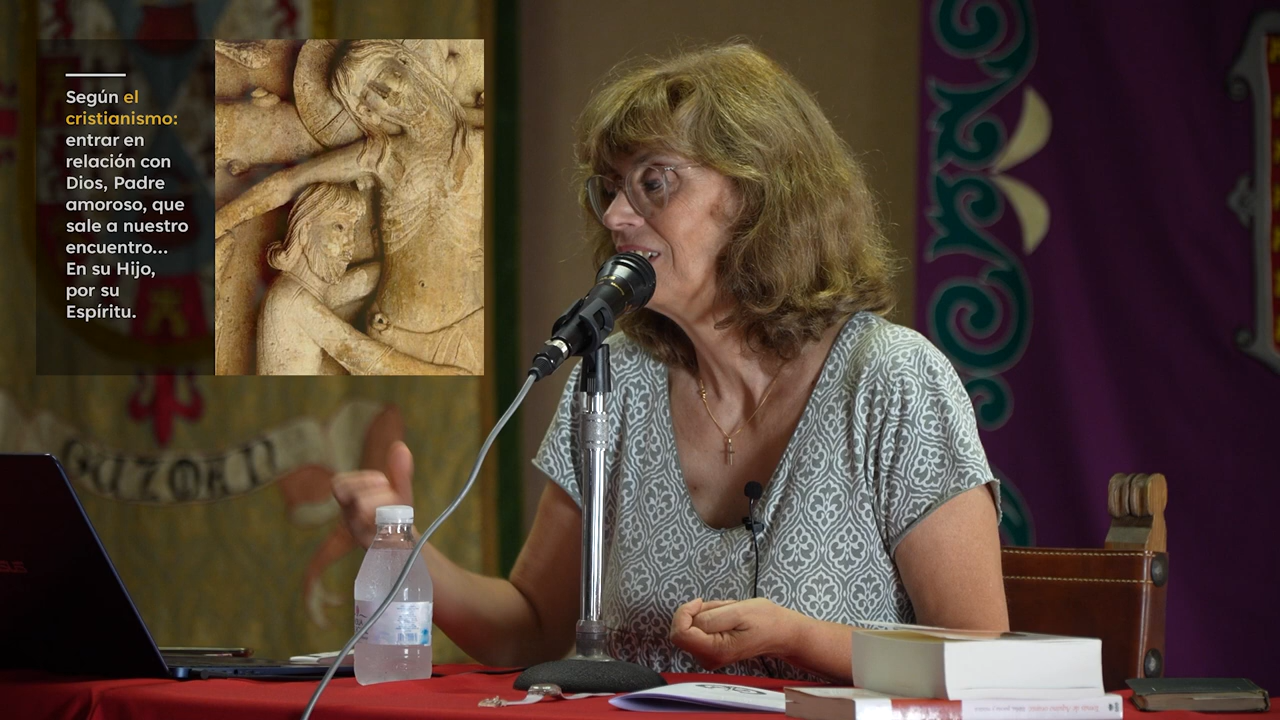 Según el
cristianismo:
entrar en
relación con
Dios, Padre
amoroso, que
sale a nuestro
encuentro...
En su Hijo,
por su
Espíritu.